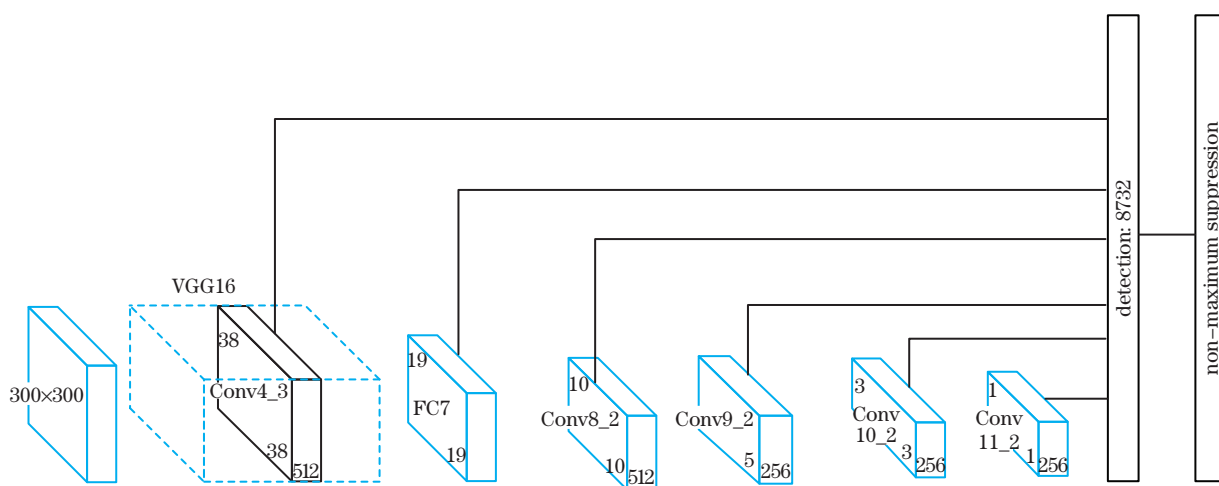 300×300
VGG16
38
Conv4_3
38
512
19
FC7
19
10
Conv8_2
10
512
Conv9_2
5
256
3
Conv
10_2
3
256
1
Conv
11_2
1
256
detection: 8732
non−maximum suppression